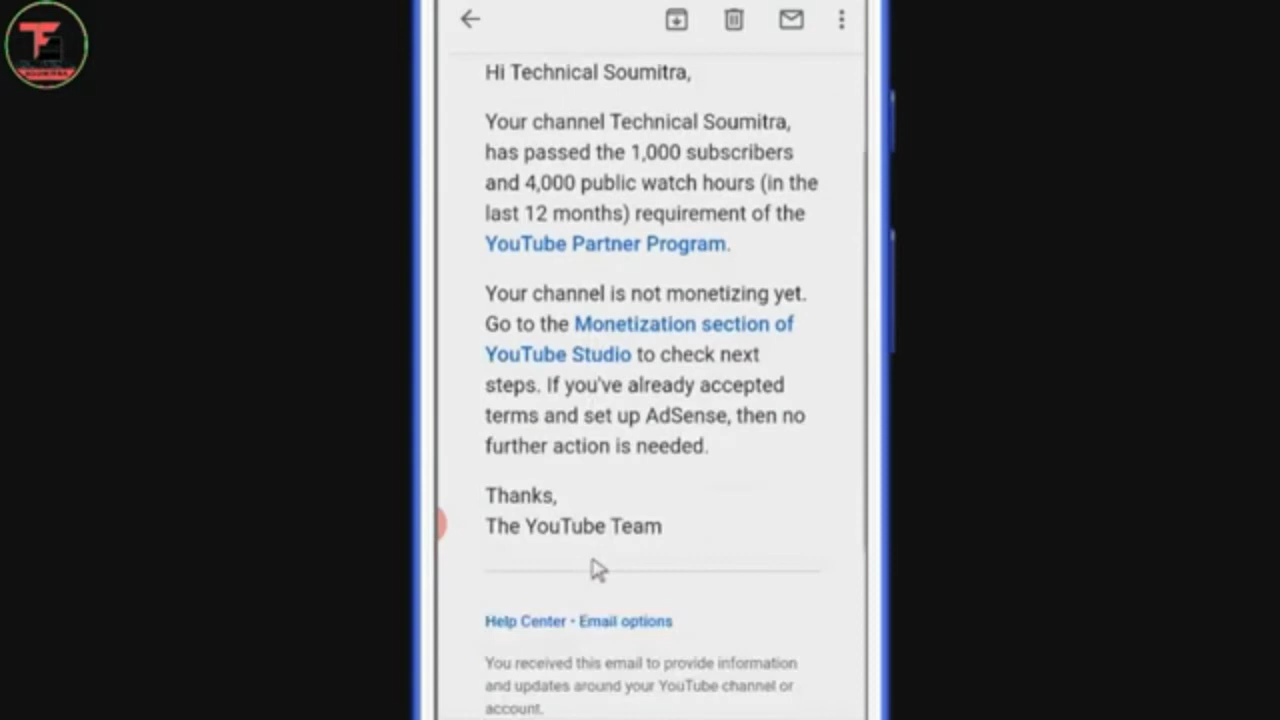 TF
SOUMITRA
Hi Technical Soumitra,
Your channel Technical Soumitra,
has passed the 1,000 subscribers
and 4,000 public watch hours (in the
last 12 months) requirement of the
YouTube Partner Program.
Your channel is not monetizing yet.
Go to the Monetization section of
YouTube Studio to check next
steps. If you've already accepted
terms and set up AdSense, then no
further action is needed.
Thanks,
The YouTube Team
Help Center • Email options
You received this email to provide information
and updates around your YouTube channel or
account.